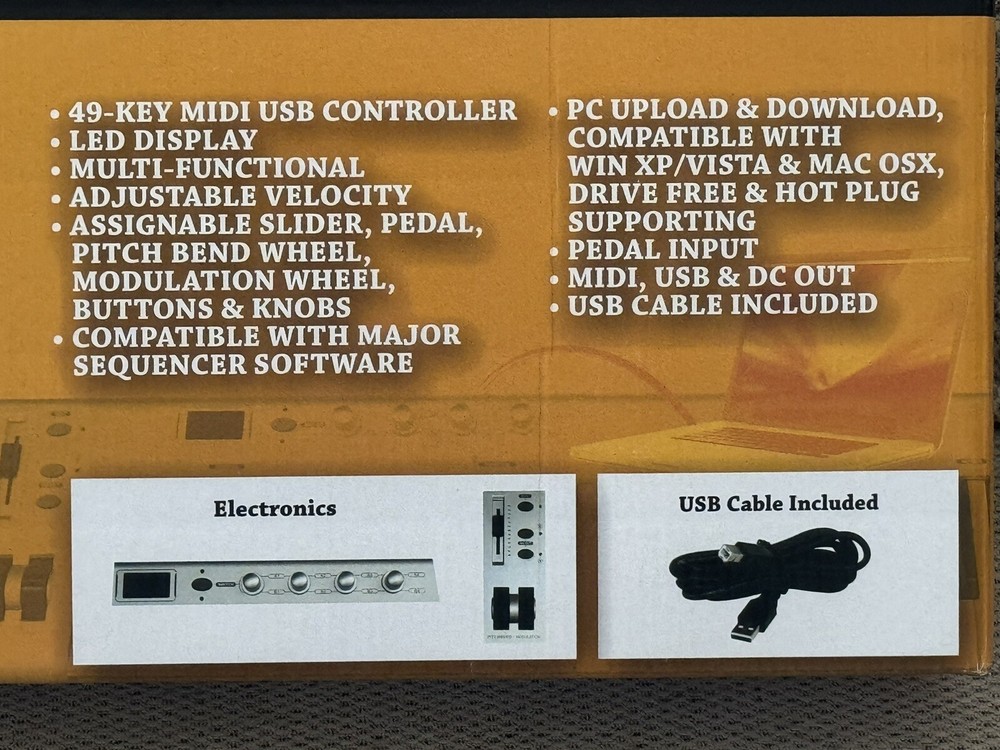 • 49-KEY MIDI USB CONTROLLER
• LED DISPLAY
• MULTI-FUNCTIONAL
• ADJUSTABLE VELOCITY
• ASSIGNABLE SLIDER, PEDAL,
PITCH BEND WHEEL,
MODULATION WHEEL,
BUTTONS & KNOBS
• COMPATIBLE WITH MAJOR
SEQUENCER SOFTWARE
• PC UPLOAD & DOWNLOAD,
COMPATIBLE WITH
WIN XP/VISTA & MAC OSX,
DRIVE FREE & HOT PLUG
SUPPORTING
• PEDAL INPUT
• MIDI, USB & DC OUT
• USB CABLE INCLUDED
Electronics
USB Cable Included